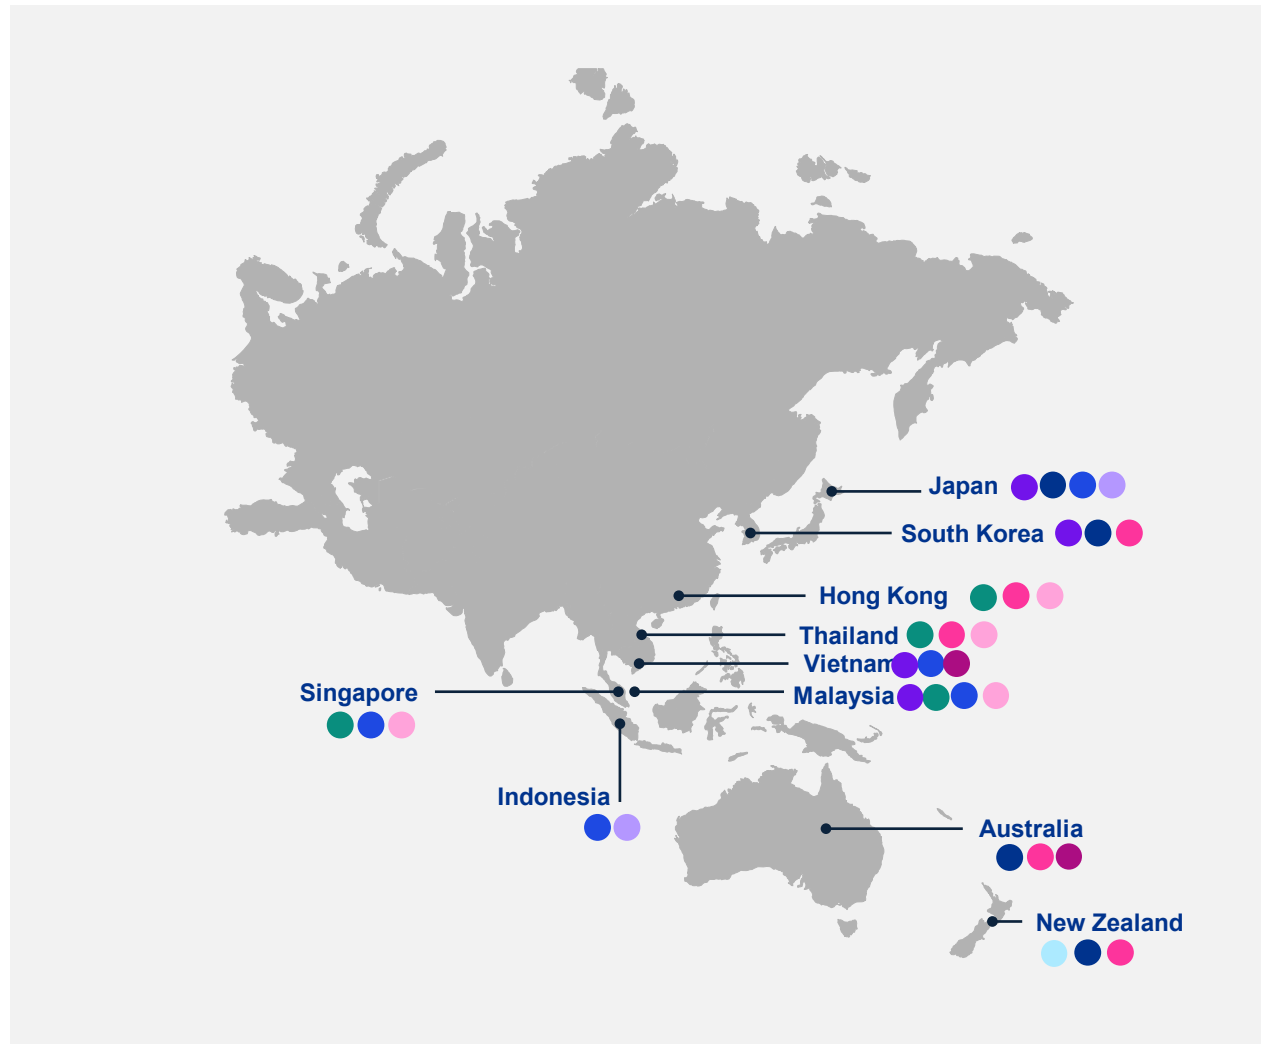 Japan
South Korea
Hong Kong
Thailand
Vietnam
Malaysia
Singapore
Indonesia
Australia
New Zealand